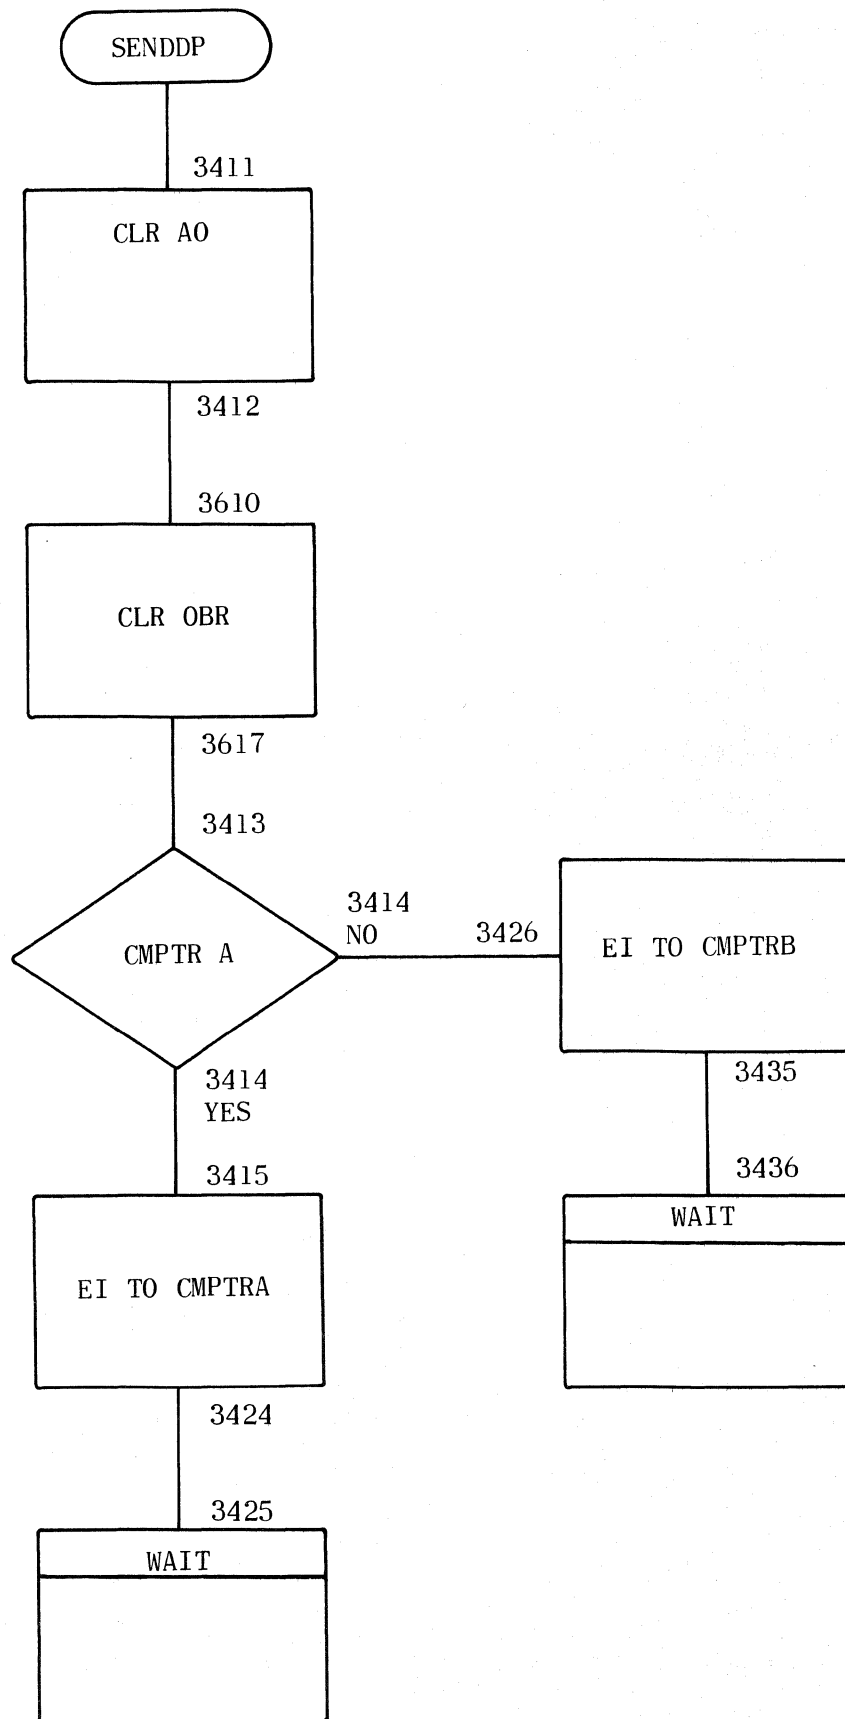 SENDDP
3411
CLR AO
3412
3610
CLR OBR
3617
3413
CMPTR A
3414
NO
3426
EI TO CMPTRB
3435
3436
WAIT
3414
YES
3415
EI TO CMPTRA
3424
3425
WAIT